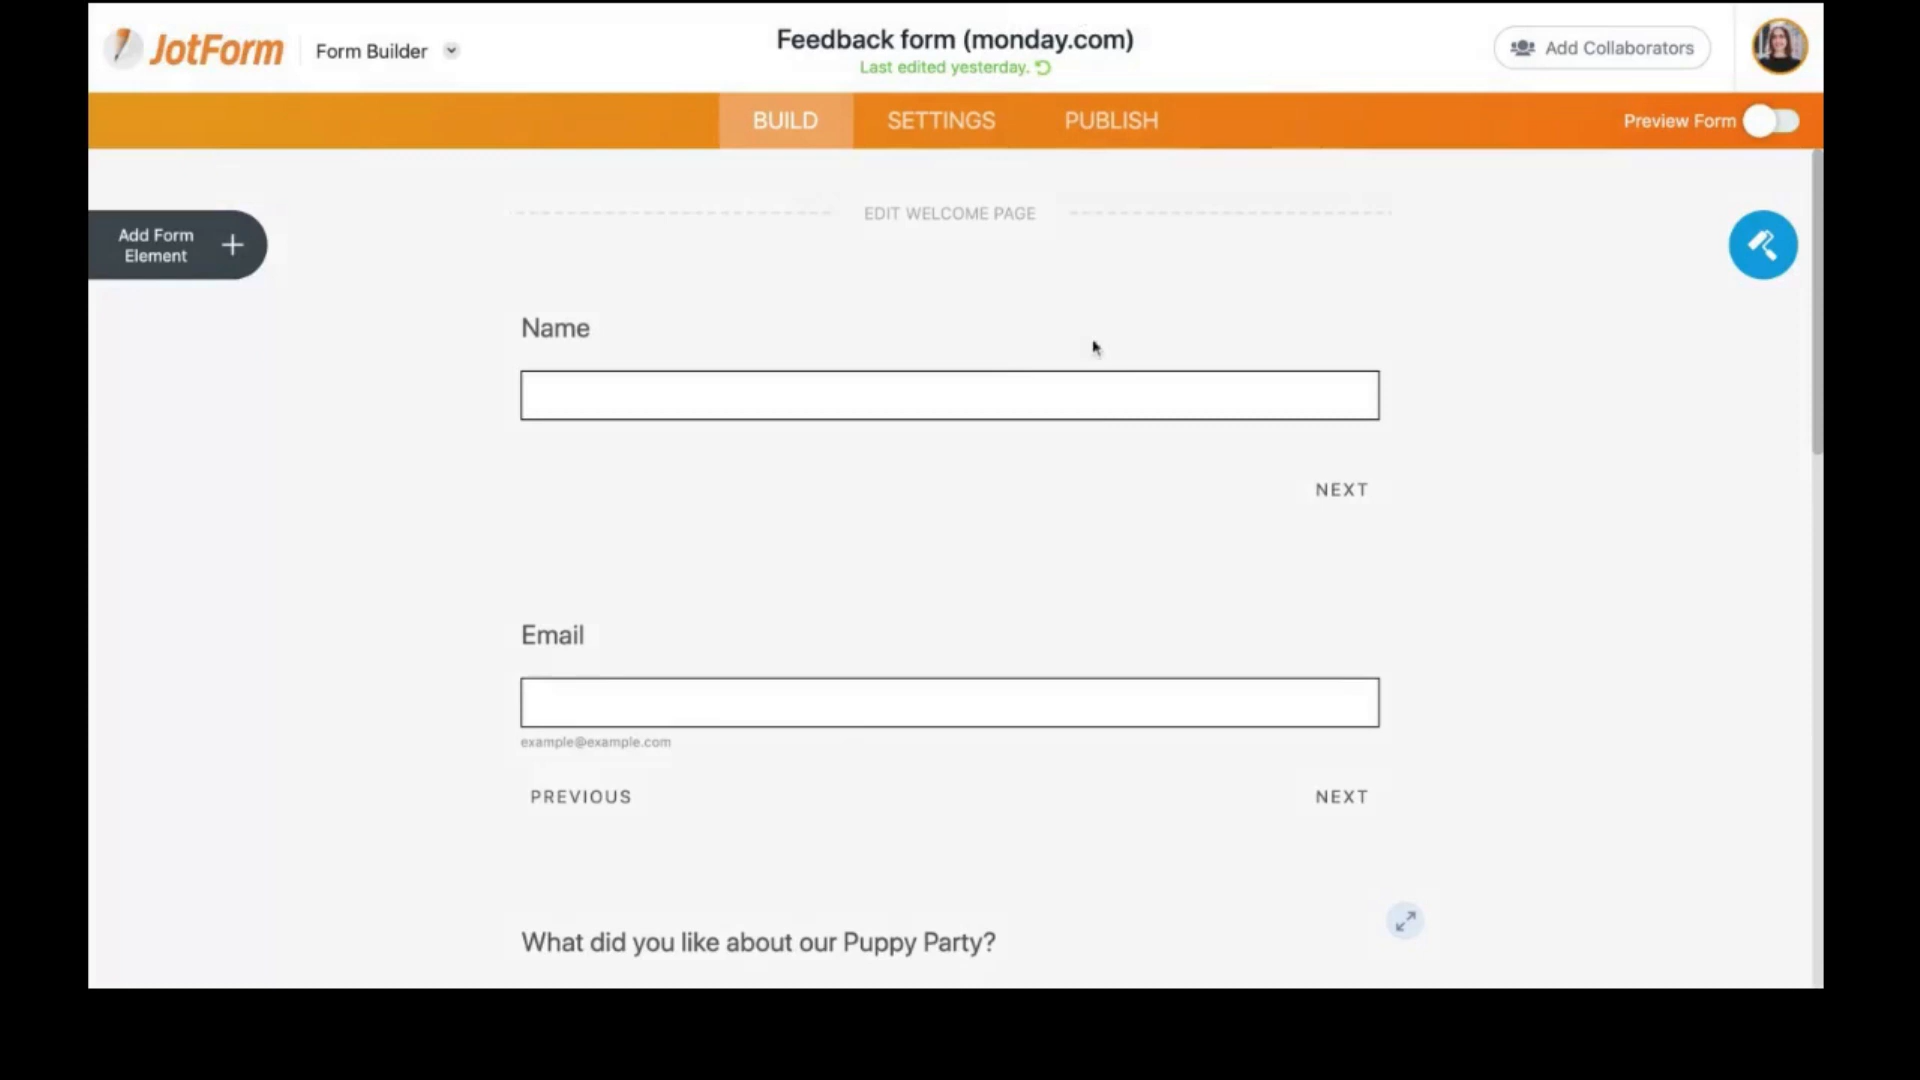 JotForm
Form Builder
Feedback form (monday.com)
Last edited yesterday.
Add Collaborators
BUILD
SETTINGS
PUBLISH
Preview Form
EDIT WELCOME PAGE
Add Form
Element
Name
NEXT
Email
example@example.com
PREVIOUS
NEXT
What did you like about our Puppy Party?